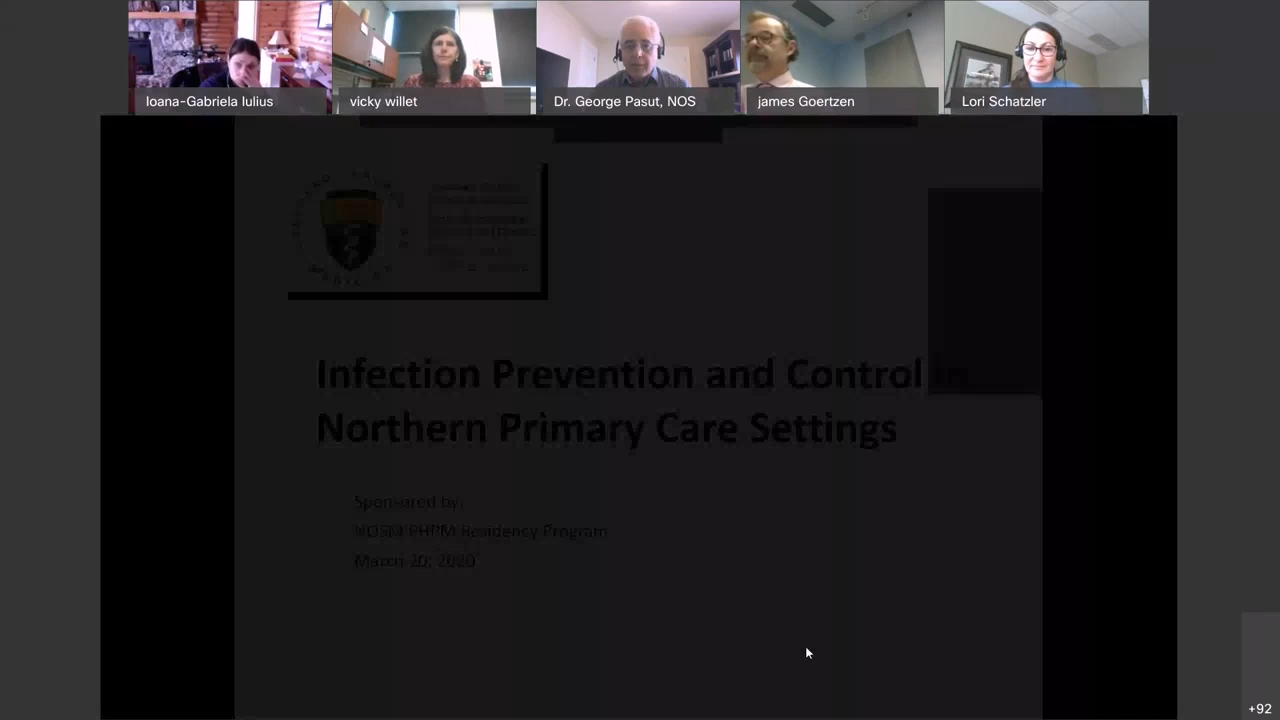 Ioana-Gabriela Iulius
vicky willet
Dr. George Pasut, NOS
james Goertzen
Lori Schatzler
Infection Prevention and Control in
Northern Primary Care Settings
Sponsored by:
NOSM PHPM Residency Program
March 20, 2020
+92